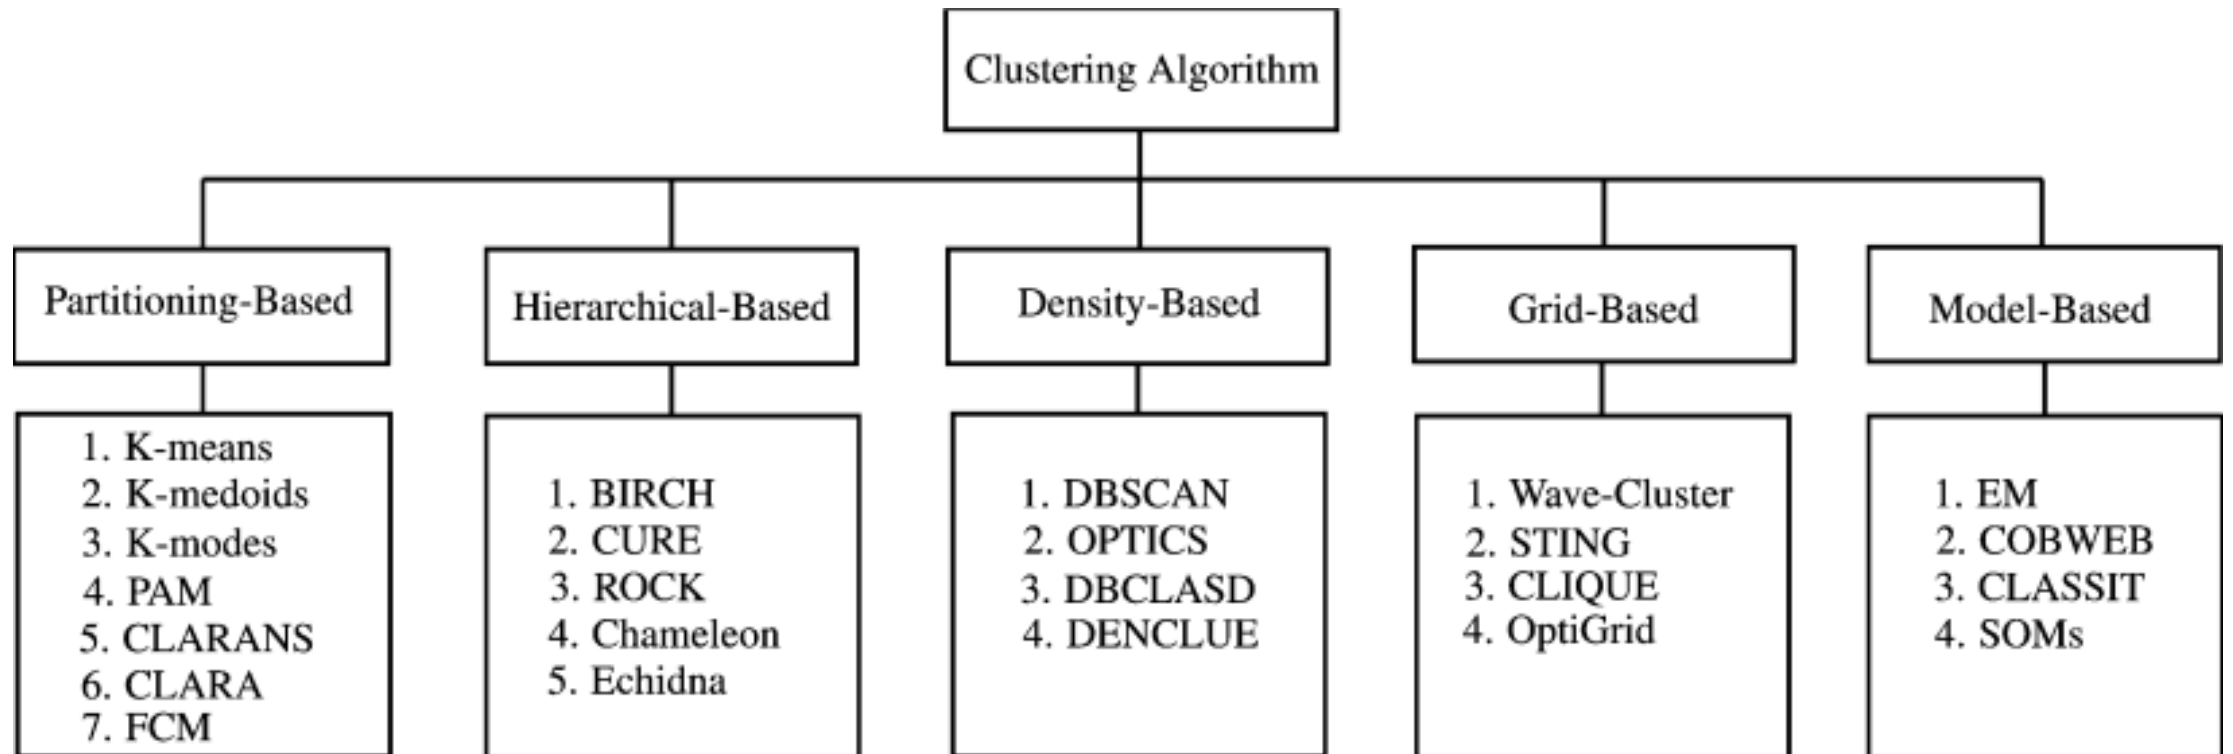 Clustering Algorithm
Partitioning-Based
Hierarchical-Based
Density-Based
Grid-Based
Model-Based
1. K-means
2. K-medoids
3. K-modes
4. PAM
5. CLARANS
6. CLARA
7. FCM
1. BIRCH
2. CURE
3. ROCK
4. Chameleon
5. Echidna
1. DBSCAN
2. OPTICS
3. DBCLASD
4. DENCLUE
1. Wave-Cluster
2. STING
3. CLIQUE
4. OptiGrid
1. EM
2. COBWEB
3. CLASSIT
4. SOMs